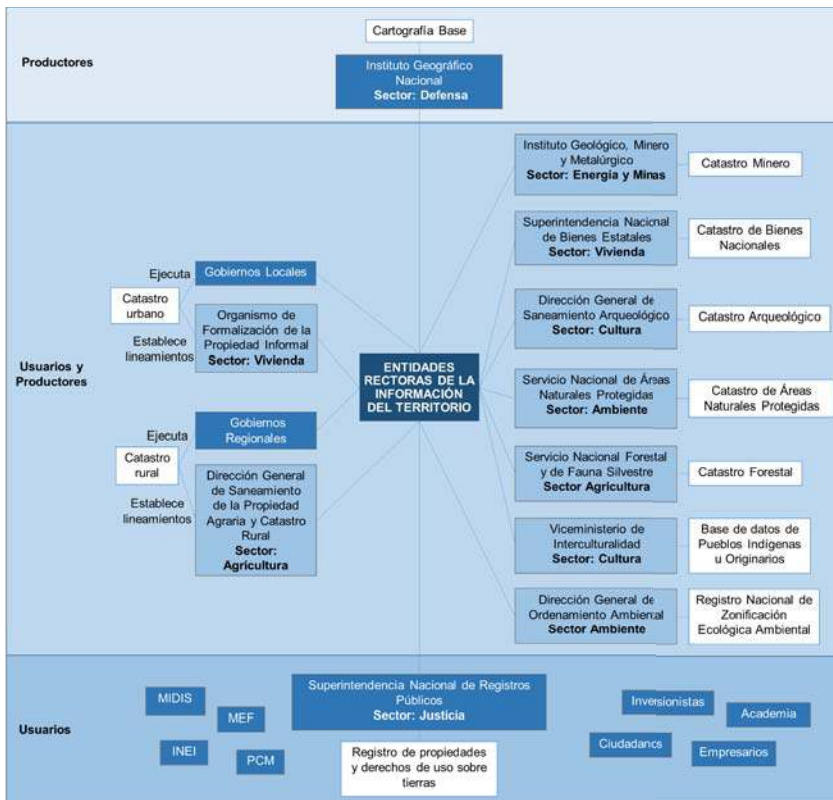 Productores
Cartografía Base
Instituto Geográfico
Nacional
Sector: Defensa
Usuarios y
Productores
Ejecuta
Gobiernos Locales
Catastro
urbano
Establece
lineamientos
Organismo de
Formalización de la
Propiedad Informal
Sector: Vivienda
Ejecuta
Gobiernos
Regionales
Catastro
rural
Establece
lineamientos
Dirección General
de Saneamiento
de la Propiedad
Agraria y Catastro
Rural
Sector:
Agricultura
ENTIDADES
RECTORAS DE LA
INFORMACIÓN
DEL TERRITORIO
Instituto Geológico, Minero
y Metalúrgico
Sector: Energía y Minas
Catastro Minero
Superintendencia Nacional
de Bienes Estatales
Sector: Vivienda
Catastro de Bienes
Nacionales
Dirección General de
Saneamiento Arqueológico
Sector: Cultura
Catastro Arqueológico
Servicio Nacional de Áreas
Naturales Protegidas
Sector: Ambiente
Catastro de Áreas
Naturales Protegidas
Servicio Nacional Forestal
y de Fauna Silvestre
Sector Agricultura
Catastro Forestal
Viceministerio de
Interculturalidad
Sector: Cultura
Base de datos de
Pueblos Indígenas
u Originarios
Dirección General de
Ordenamiento Ambiental
Sector Ambiente
Registro Nacional de
Zonificación
Ecológica Ambiental
Usuarios
MIDIS
MEF
INEI
PCM
Superintendencia Nacional de Registros
Públicos
Sector: Justicia
Registro de propiedades
y derechos de uso sobre
tierras
Inversionistas
Academia
Ciudadanos
Empresarios